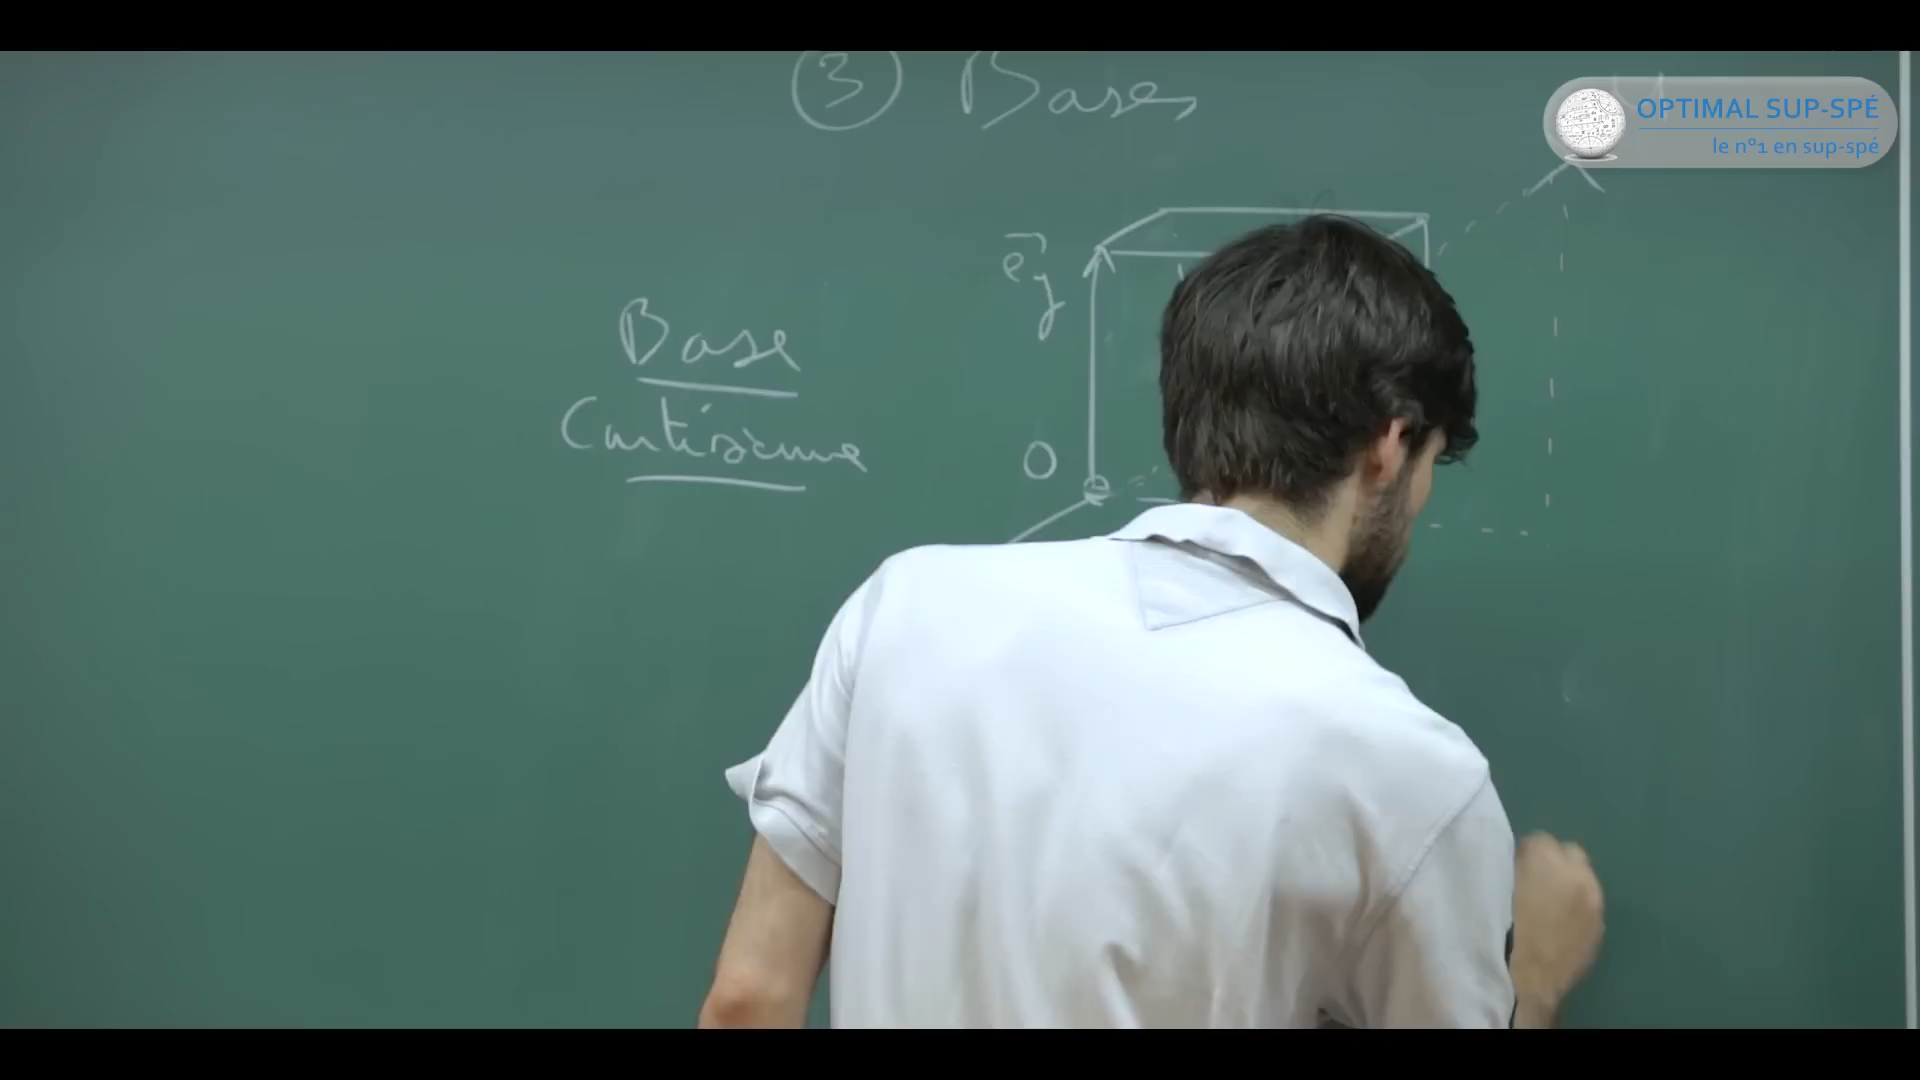 ③ Bases
OPTIMAL SUP-SPÉ
le n°1 en sup-spé
e⃗y
Base
Cartésienne
O